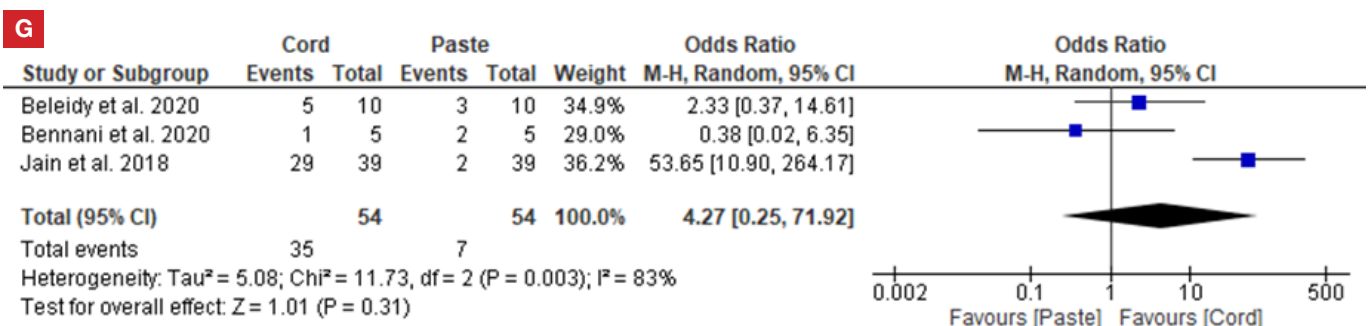 G
Cord Paste Odds Ratio Odds Ratio
Study or Subgroup Events Total Events Total Weight M-H, Random, 95% CI M-H, Random, 95% CI
Beleidy et al. 2020 5 10 3 10 34.9% 2.33 [0.37, 14.61]
Bennani et al. 2020 1 5 2 5 29.0% 0.38 [0.02, 6.35]
Jain et al. 2018 29 39 2 39 36.2% 53.65 [10.90, 264.17]
Total (95% CI) 54 54 100.0% 4.27 [0.25, 71.92]
Total events 35 7
Heterogeneity: Tau² = 5.08; Chi² = 11.73, df = 2 (P = 0.003); I² = 83%
Test for overall effect: Z = 1.01 (P = 0.31)
0.002 0.1 1 10 500
Favours [Paste] Favours [Cord]